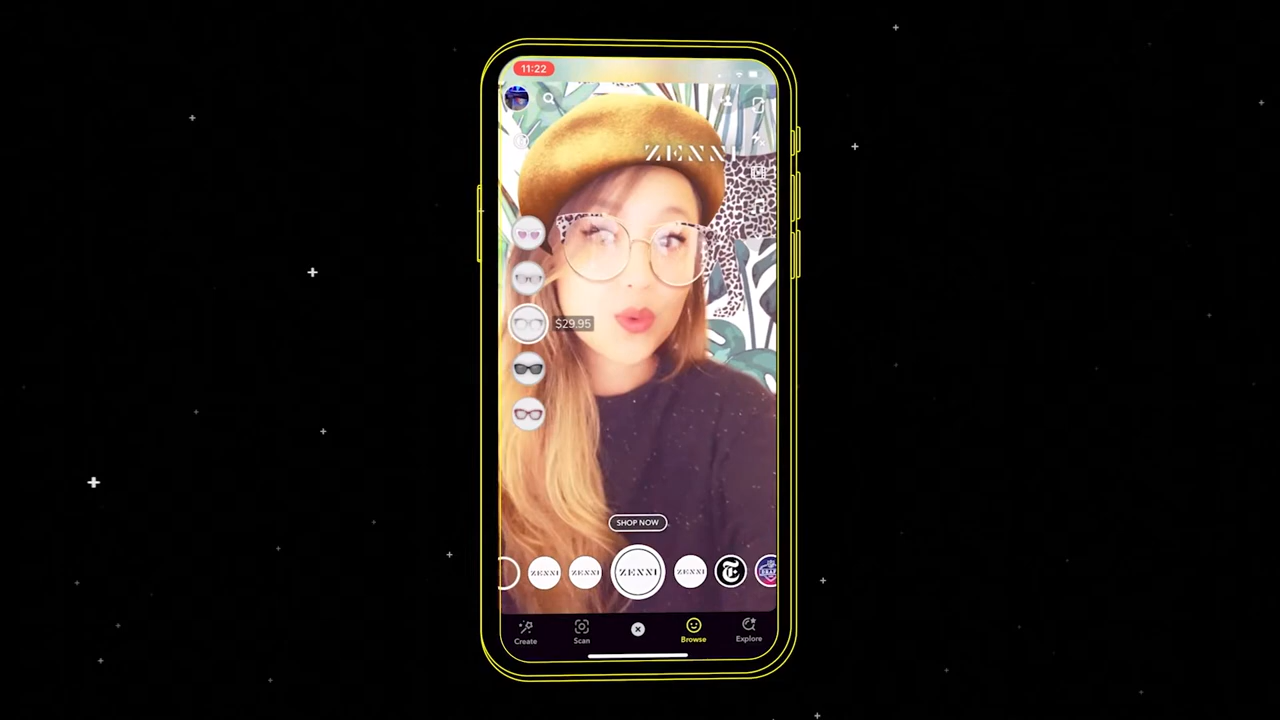 11:22
ZENNI
$29.95
SHOP NOW
ZENNI
ZENNI
ZENNI
ZENNI
Create
Scan
Browse
Explore